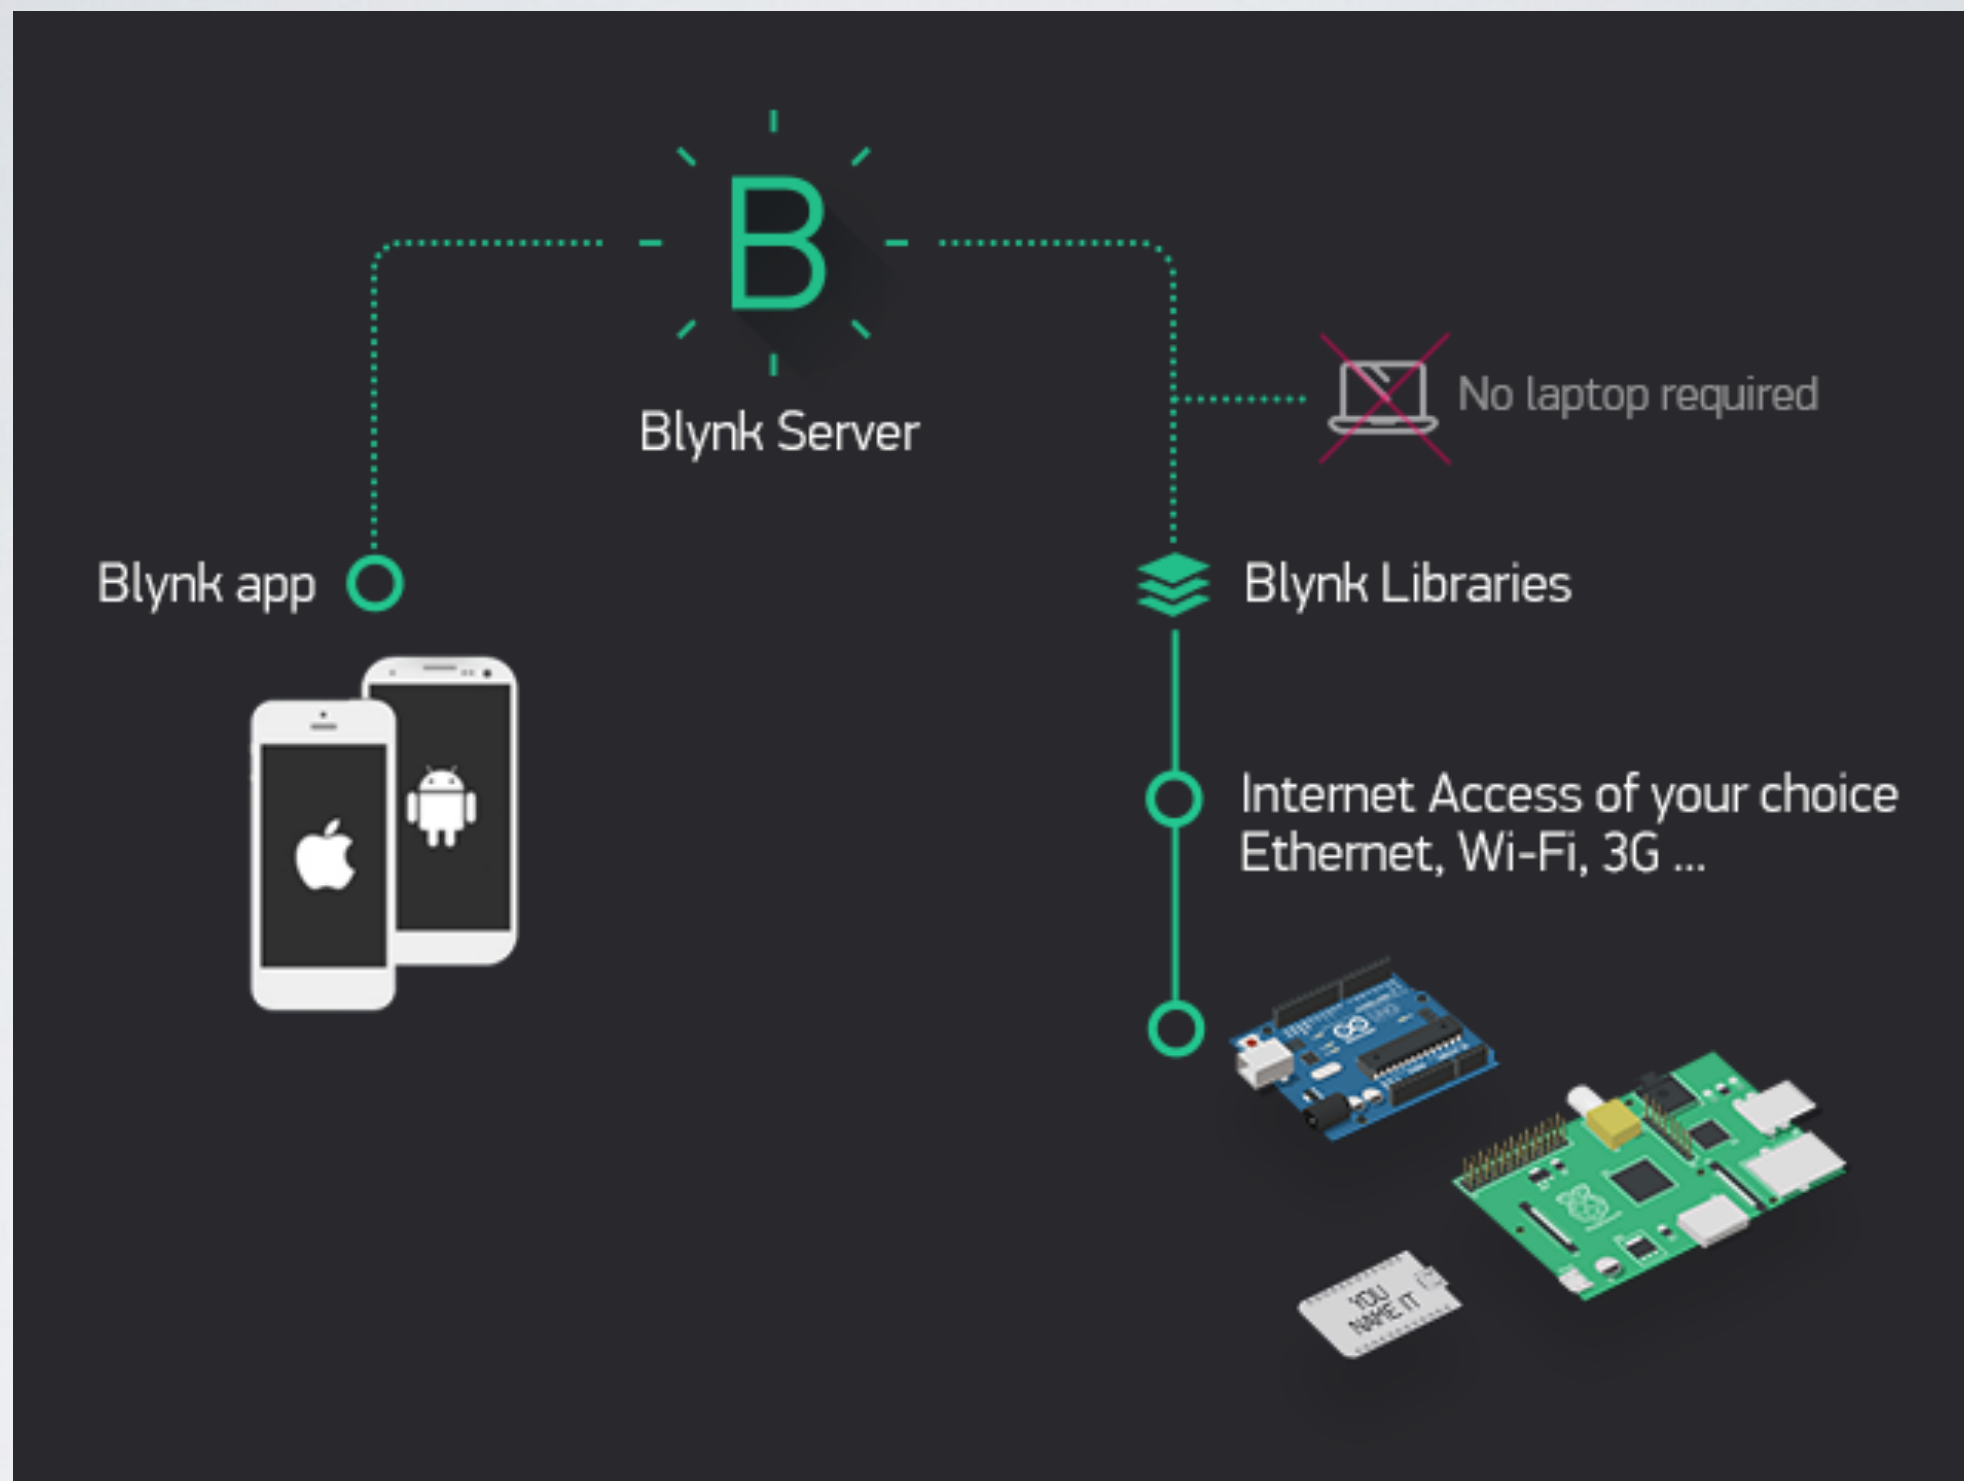 B
Blynk Server
No laptop required
Blynk app
Blynk Libraries
Internet Access of your choice
Ethernet, Wi-Fi, 3G ...
YOU
NAME IT